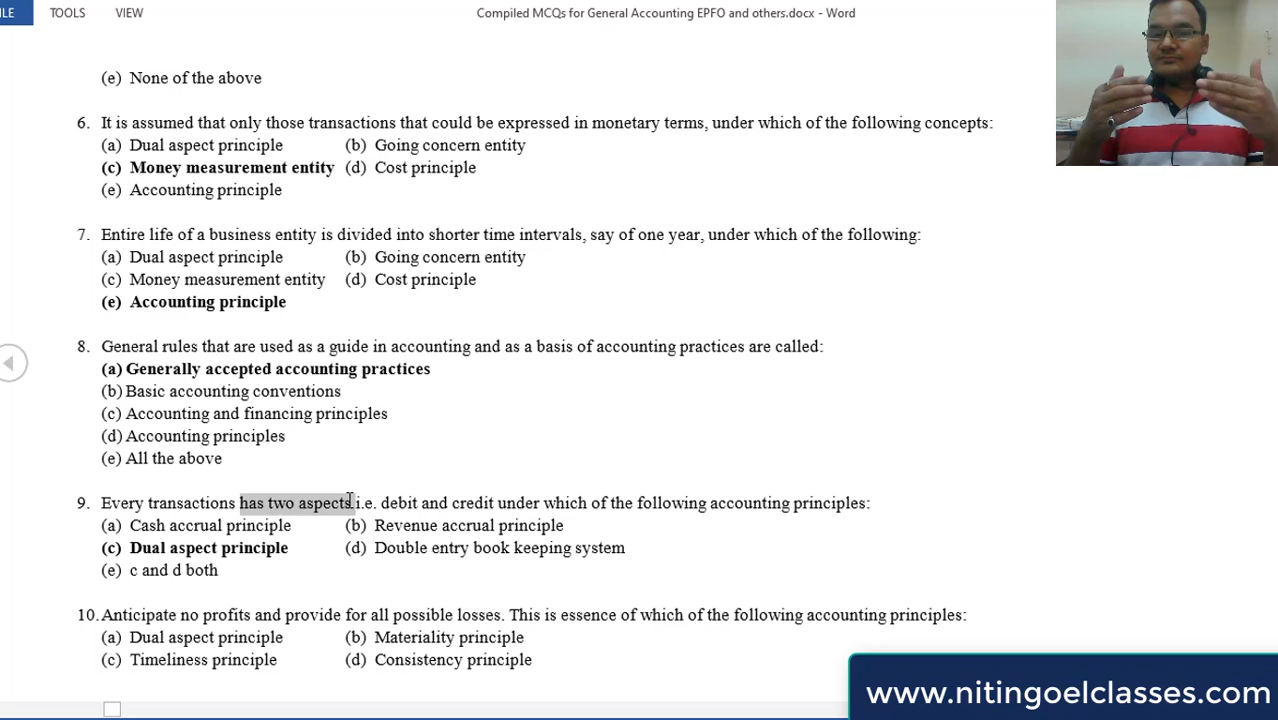 ILE TOOLS VIEW Compiled MCQs for General Accounting EPFO and others.docx - Word
(e) None of the above
6. It is assumed that only those transactions that could be expressed in monetary terms, under which of the following concepts:
(a) Dual aspect principle (b) Going concern entity
(c) Money measurement entity (d) Cost principle
(e) Accounting principle
7. Entire life of a business entity is divided into shorter time intervals, say of one year, under which of the following:
(a) Dual aspect principle (b) Going concern entity
(c) Money measurement entity (d) Cost principle
(e) Accounting principle
8. General rules that are used as a guide in accounting and as a basis of accounting practices are called:
(a) Generally accepted accounting practices
(b) Basic accounting conventions
(c) Accounting and financing principles
(d) Accounting principles
(e) All the above
9. Every transactions has two aspects i.e. debit and credit under which of the following accounting principles:
(a) Cash accrual principle (b) Revenue accrual principle
(c) Dual aspect principle (d) Double entry book keeping system
(e) c and d both
10. Anticipate no profits and provide for all possible losses. This is essence of which of the following accounting principles:
(a) Dual aspect principle (b) Materiality principle
(c) Timeliness principle (d) Consistency principle
www.nitingoelclasses.com